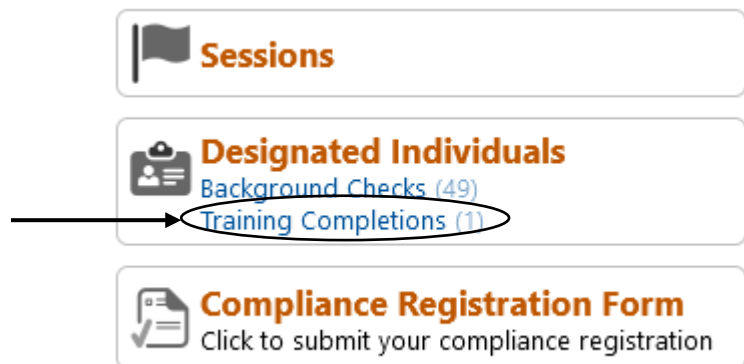 Sessions
Designated Individuals
Background Checks (49)
Training Completions (1)
Compliance Registration Form
Click to submit your compliance registration